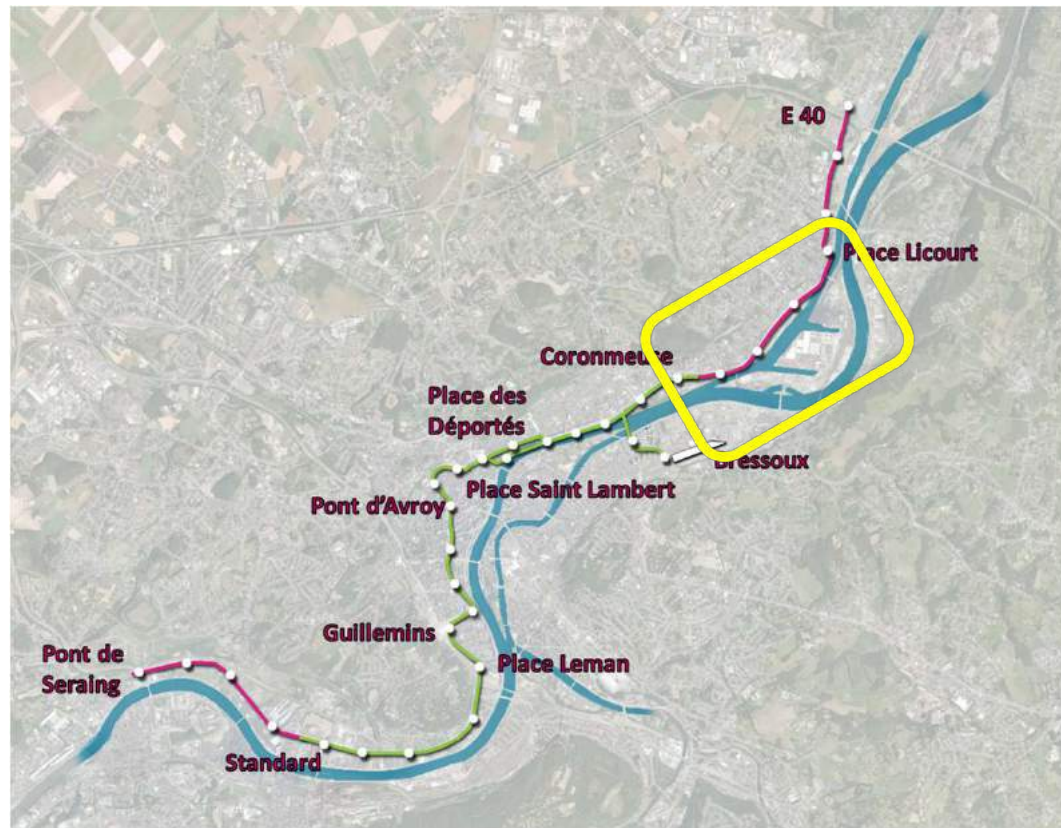 E 40
Place Licourt
Coronmeuse
Place des
Déportés
Bressoux
Place Saint Lambert
Pont d'Avroy
Guillemins
Pont de
Seraing
Place Leman
Standard